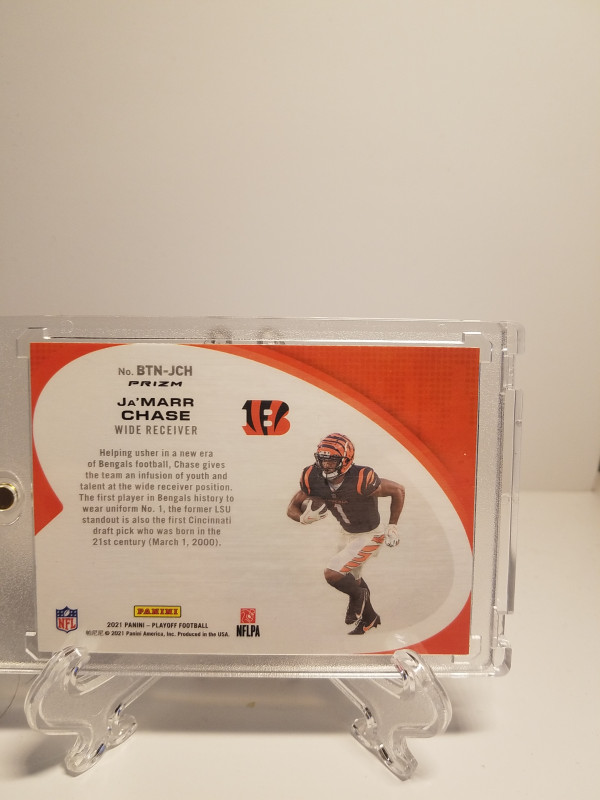 No. BTN-JCH
PRIZM
JA'MARR
CHASE
WIDE RECEIVER
Helping usher in a new era
of Bengals football, Chase gives
the team an infusion of youth and
talent at the wide receiver position.
The first player in Bengals history to
wear uniform No. 1, the former LSU
standout is also the first Cincinnati
draft pick who was born in the
21st century (March 1, 2000).
B
1
NFL
PANINI
2021 PANINI – PLAYOFF FOOTBALL
© 2021 Panini America, Inc. Produced in the USA.
NFLPA